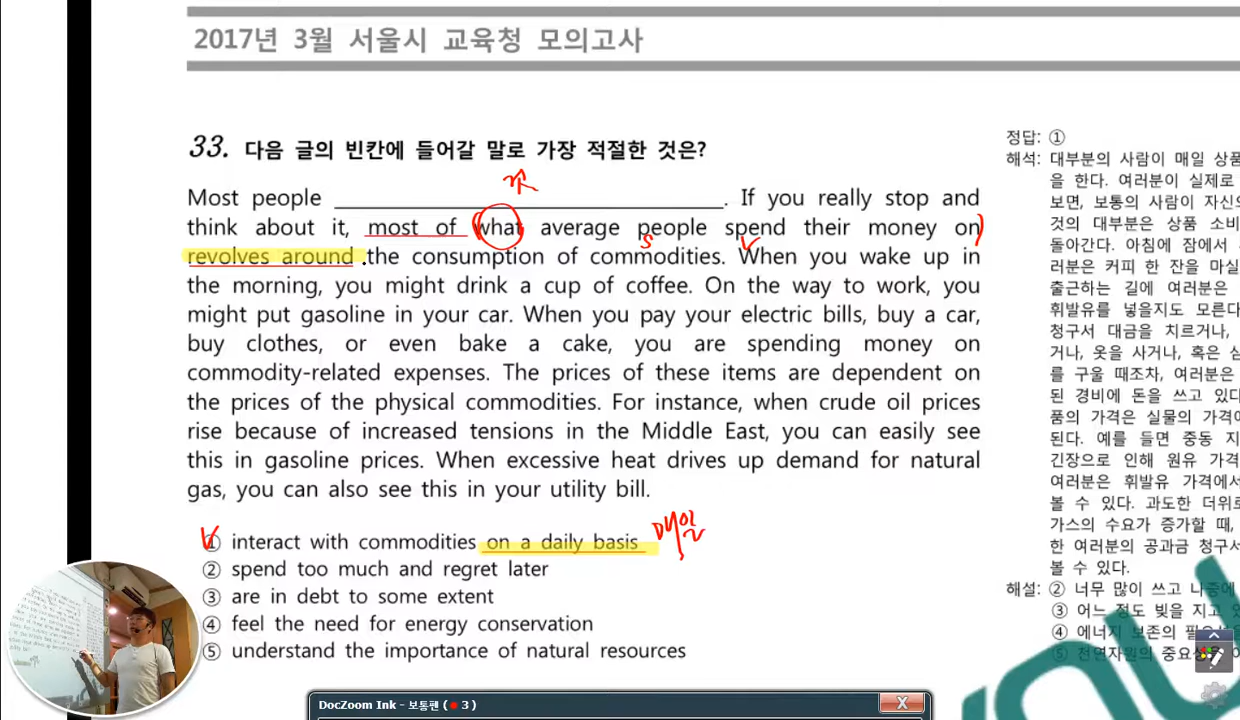 2017년 3월 서울시 교육청 모의고사
33. 다음 글의 빈칸에 들어갈 말로 가장 적절한 것은?
Most people ______________________________. If you really stop and
think about it, most of what average people spend their money on
revolves around the consumption of commodities. When you wake up in
the morning, you might drink a cup of coffee. On the way to work, you
might put gasoline in your car. When you pay your electric bills, buy a car,
buy clothes, or even bake a cake, you are spending money on
commodity-related expenses. The prices of these items are dependent on
the prices of the physical commodities. For instance, when crude oil prices
rise because of increased tensions in the Middle East, you can easily see
this in gasoline prices. When excessive heat drives up demand for natural
gas, you can also see this in your utility bill.
① interact with commodities on a daily basis 매일
② spend too much and regret later
③ are in debt to some extent
④ feel the need for energy conservation
⑤ understand the importance of natural resources
정답: ①
해석: 대부분의 사람이 매일 상품
을 한다. 여러분이 실제로
보면, 보통의 사람이 자신의
것의 대부분은 상품 소비
돌아간다. 아침에 잠에서
러분은 커피 한 잔을 마실
출근하는 길에 여러분은
휘발유를 넣을지도 모른다
청구서 대금을 치르거나,
거나, 옷을 사거나, 혹은
를 구울 때조차, 여러분은
된 경비에 돈을 쓰고 있다
품의 가격은 실물의 가격에
된다. 예를 들면 중동 지
긴장으로 인해 원유 가격
여러분은 휘발유 가격에서
볼 수 있다. 과도한 더위로
가스의 수요가 증가할 때,
한 여러분의 공과금 청구서
볼 수 있다.
해설: ② 너무 많이 쓰고 나중에
③ 어느 정도 빚을 지고
④ 에너지 보존의
⑤ 천연자원의 중요성을
DocZoom Ink - 보통펜 ( 3 )